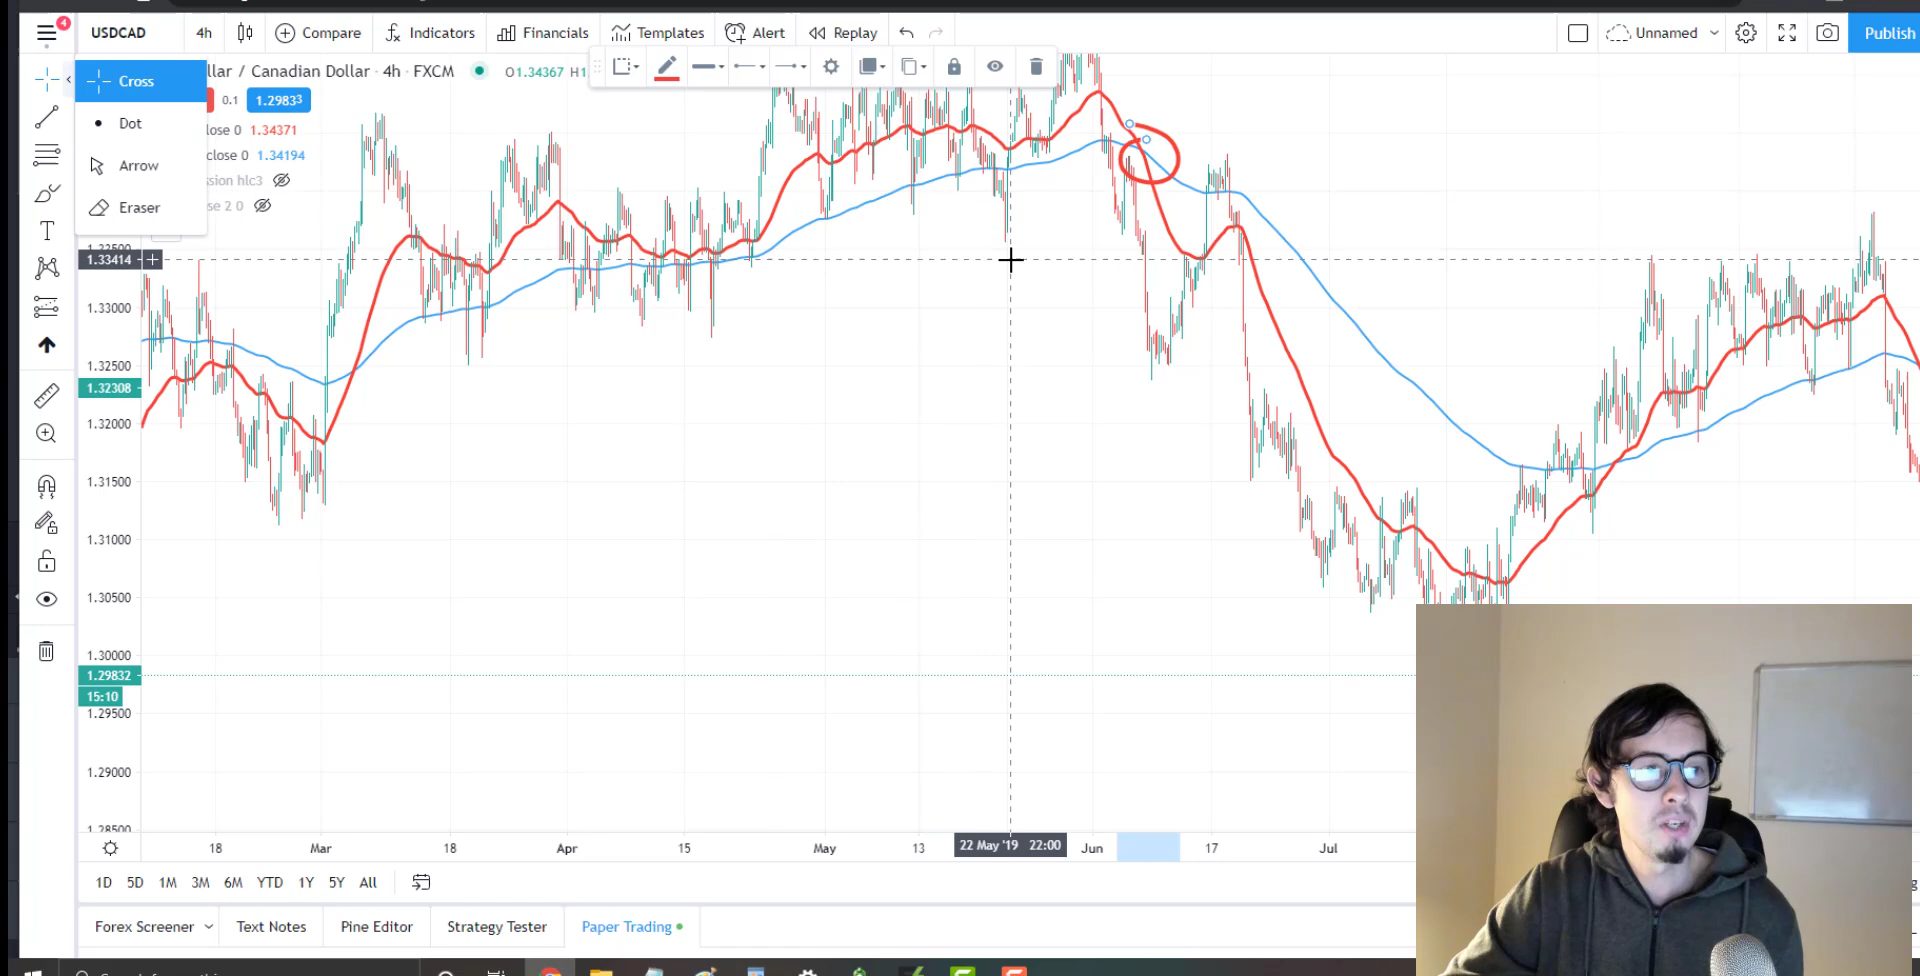 4
USDCAD
4h
Compare
Indicators
Financials
Templates
Alert
Replay
Unnamed
Publish
Cross
Dot
Arrow
Eraser
llar / Canadian Dollar · 4h · FXCM
O1.34367 H1
0.1
1.29833
lose 0 1.34371
close 0 1.34194
ssion hlc3
se 2 0
1.33414
1.33000
1.32500
1.32308
1.32000
1.31500
1.31000
1.30500
1.30000
1.29832
15:10
1.29500
1.29000
1.28500
18 Mar 18 Apr 15 May 13 22 May '19 22:00 Jun 17 Jul
1D 5D 1M 3M 6M YTD 1Y 5Y All
Forex Screener
Text Notes
Pine Editor
Strategy Tester
Paper Trading